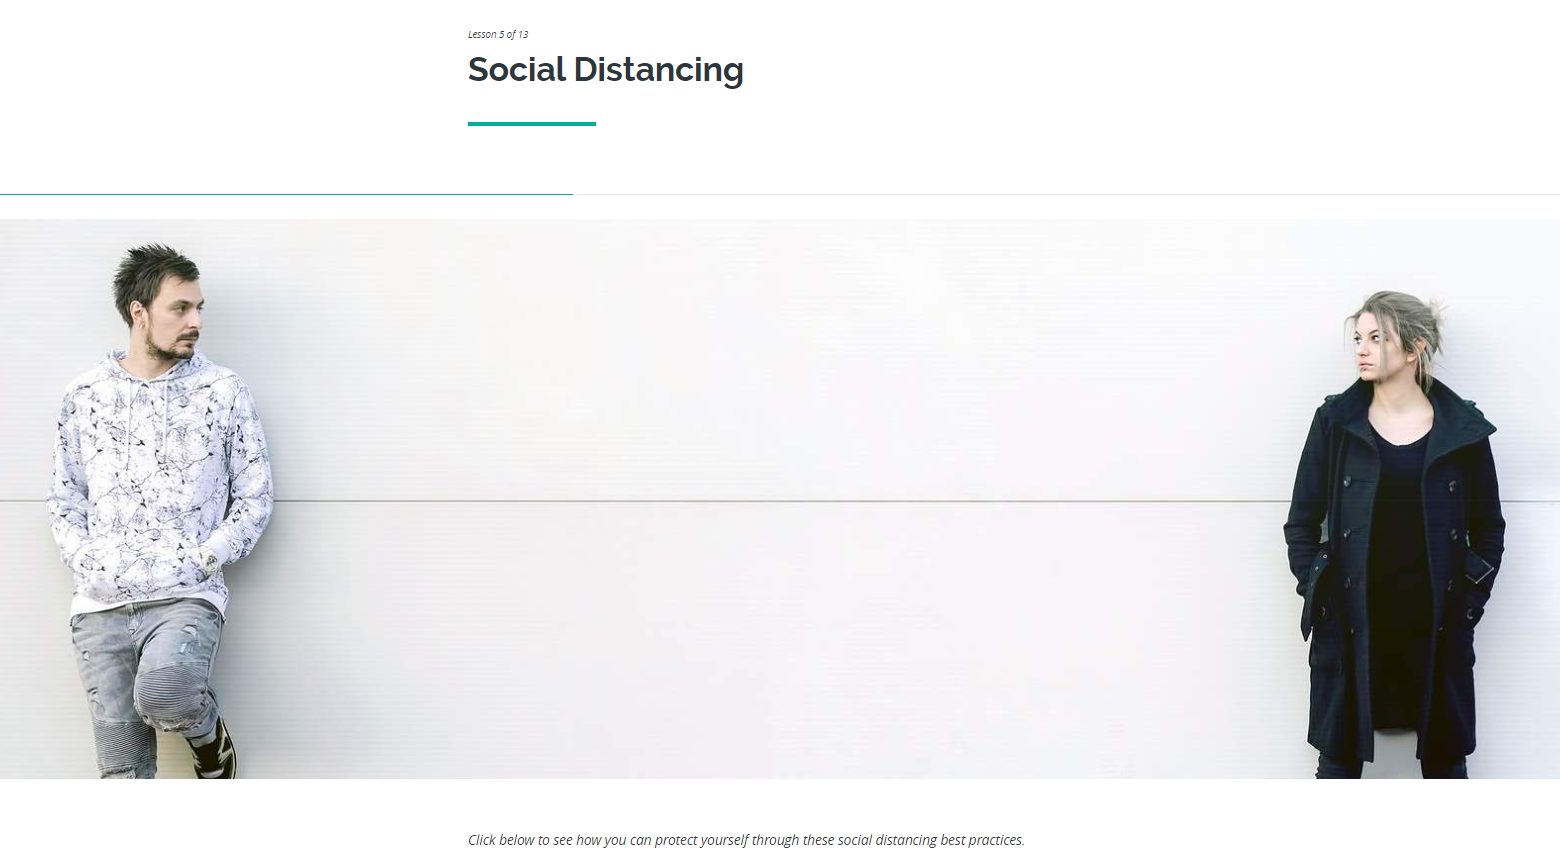 Lesson 5 of 13
Social Distancing
Click below to see how you can protect yourself through these social distancing best practices.